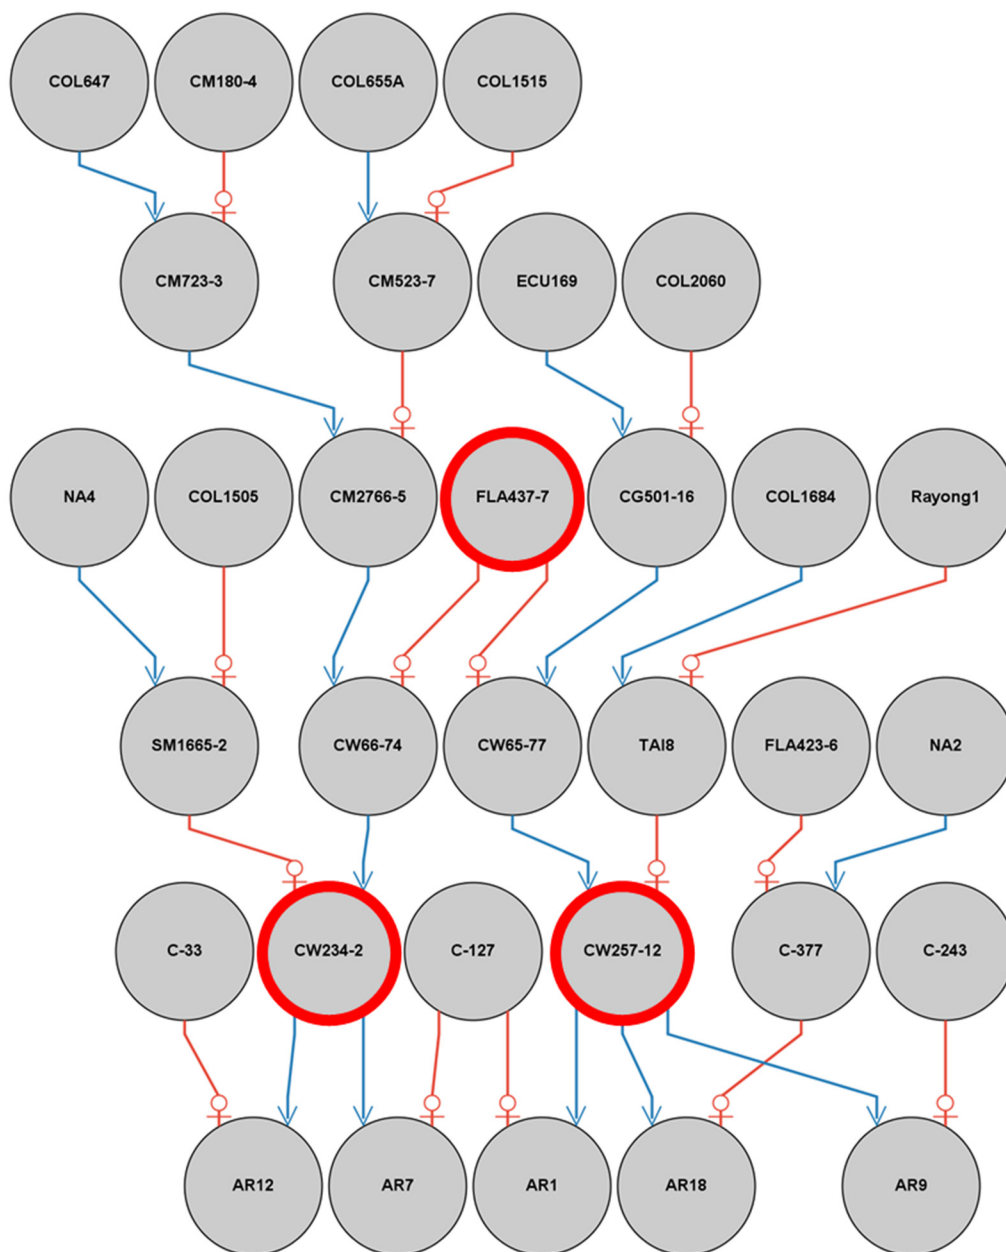 COL647
CM180-4
COL655A
COL1515
CM723-3
CM523-7
ECU169
COL2060
NA4
COL1505
CM2766-5
FLA437-7
CG501-16
COL1684
Rayong1
SM1665-2
CW66-74
CW65-77
TAI8
FLA423-6
NA2
C-33
CW234-2
C-127
CW257-12
C-377
C-243
AR12
AR7
AR1
AR18
AR9